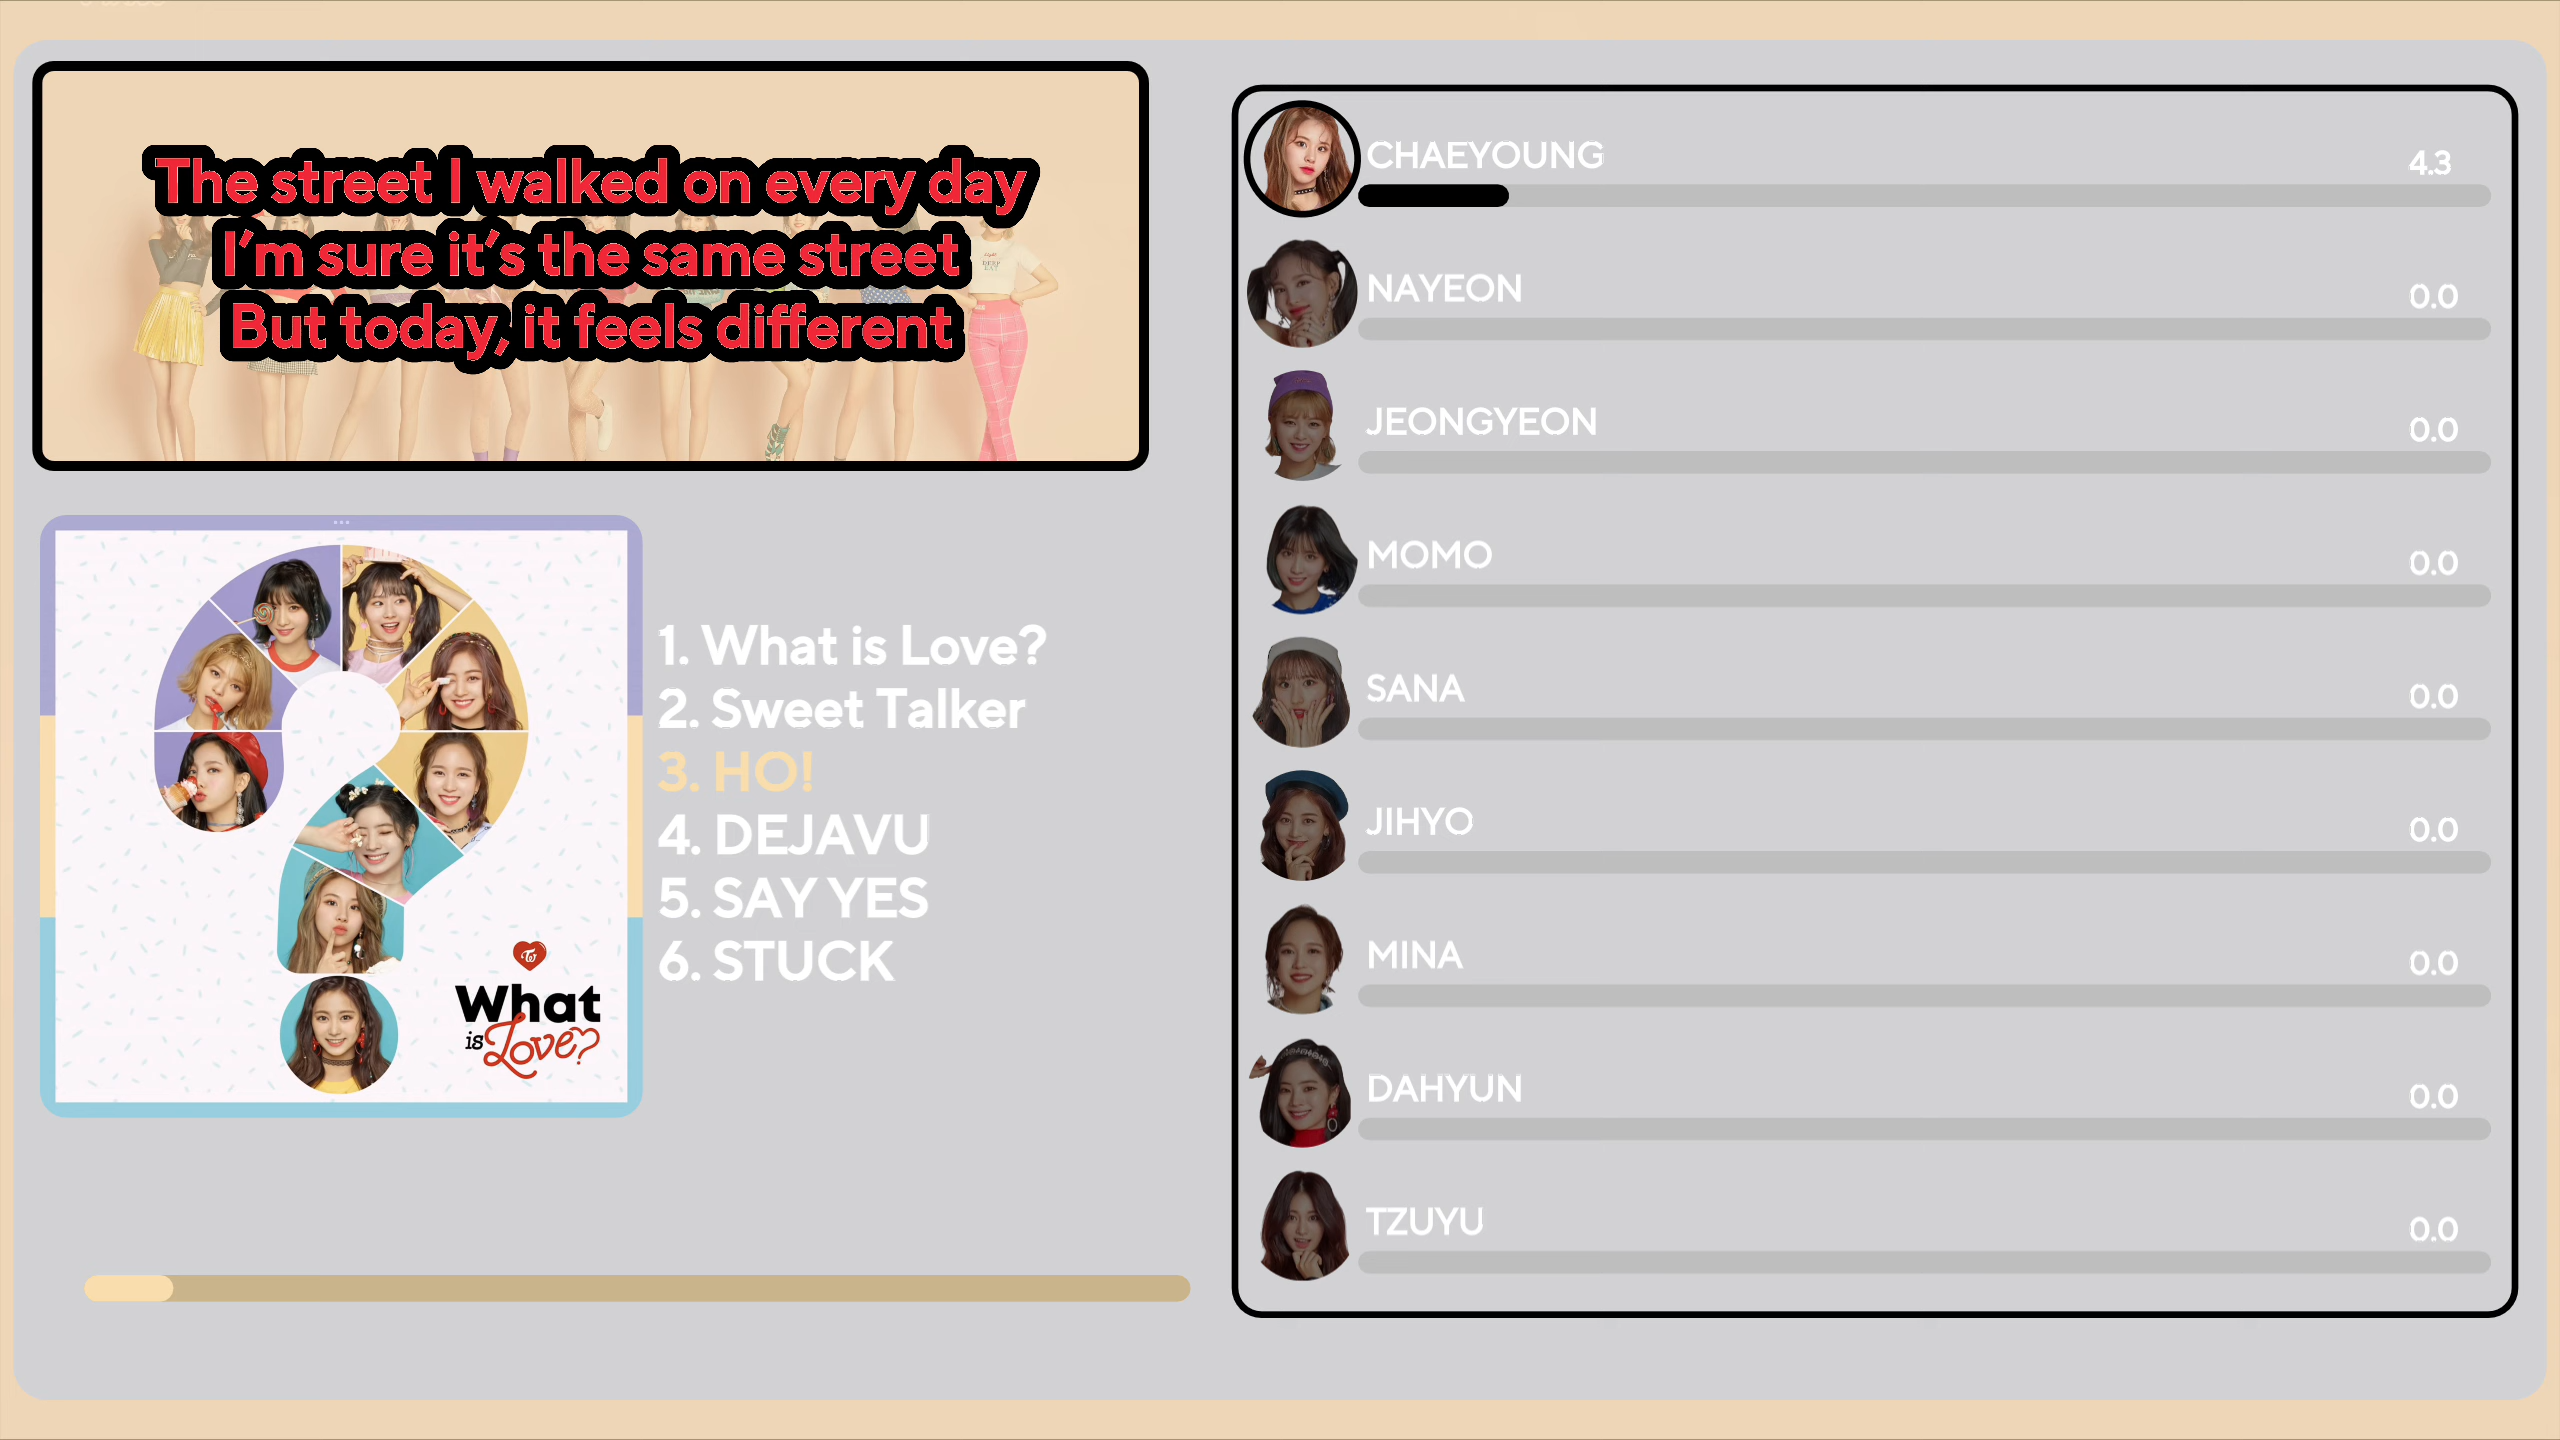 The street I walked on every day
I'm sure it's the same street
But today, it feels different
What
is Love?
1. What is Love?
2. Sweet Talker
3. HO!
4. DEJAVU
5. SAY YES
6. STUCK
CHAEYOUNG 4.3
NAYEON 0.0
JEONGYEON 0.0
MOMO 0.0
SANA 0.0
JIHYO 0.0
MINA 0.0
DAHYUN 0.0
TZUYU 0.0